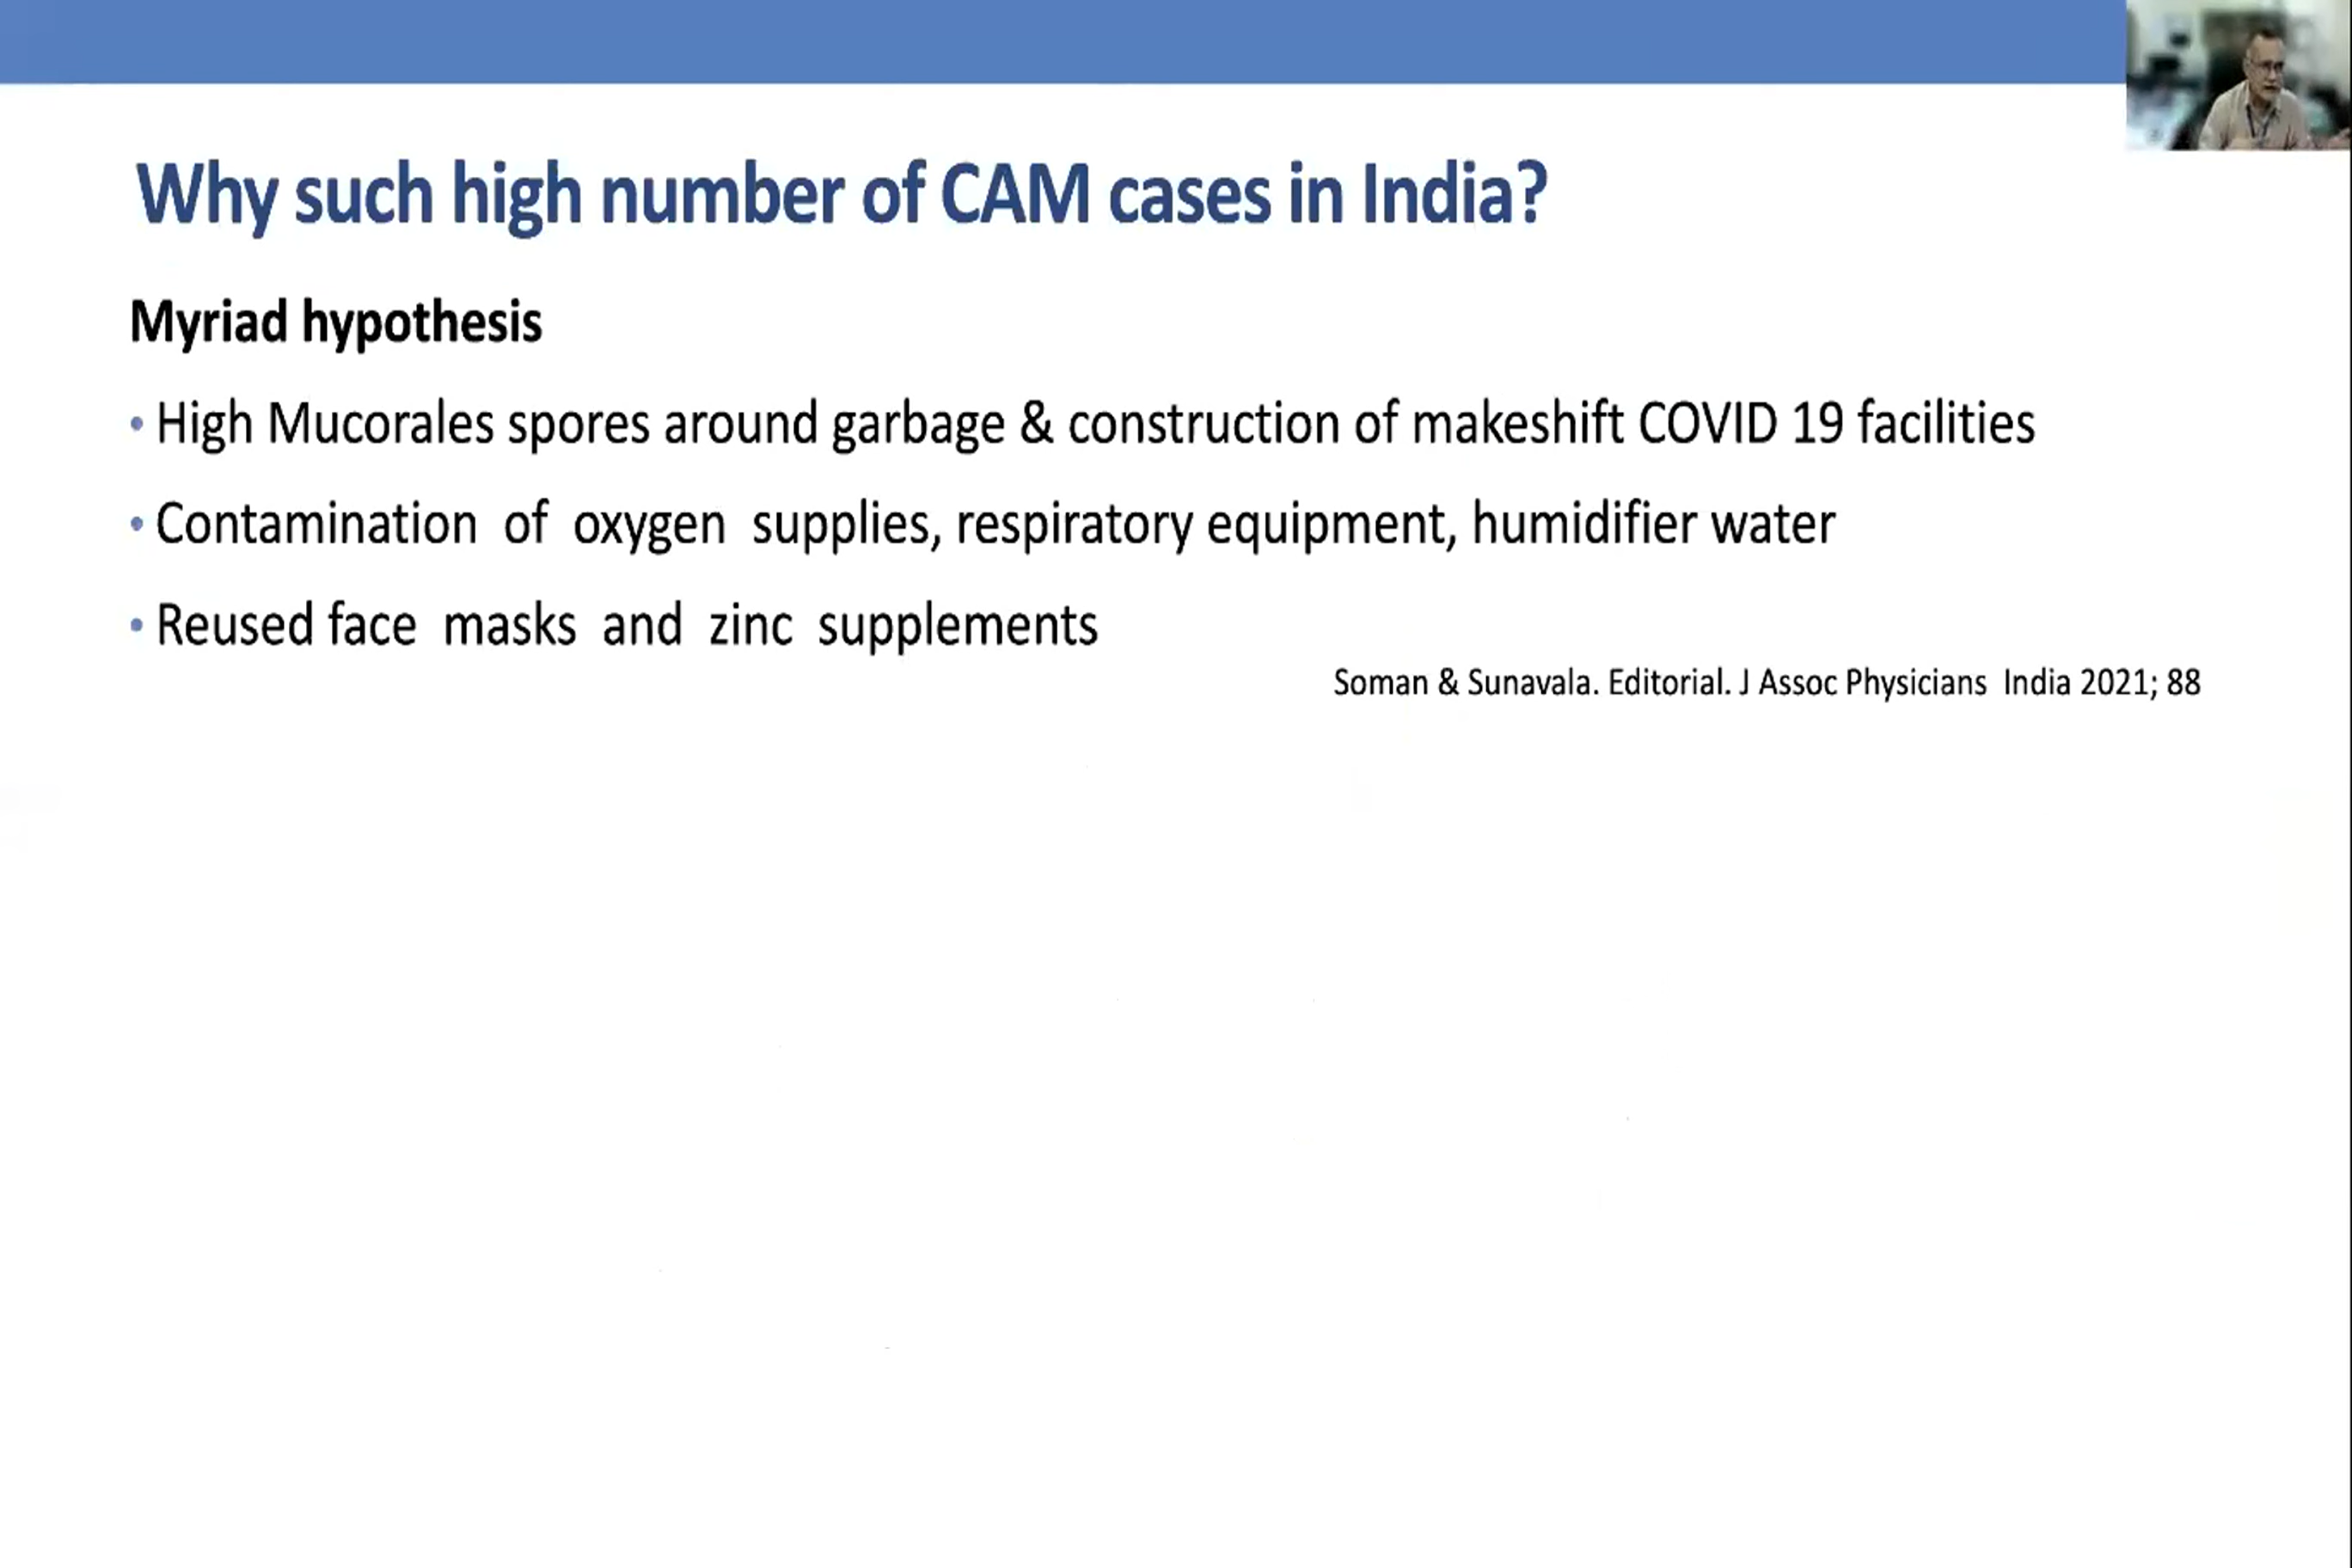 Why such high number of CAM cases in India?
Myriad hypothesis
• High Mucorales spores around garbage & construction of makeshift COVID 19 facilities
• Contamination of oxygen supplies, respiratory equipment, humidifier water
• Reused face masks and zinc supplements
Soman & Sunavala. Editorial. J Assoc Physicians India 2021; 88